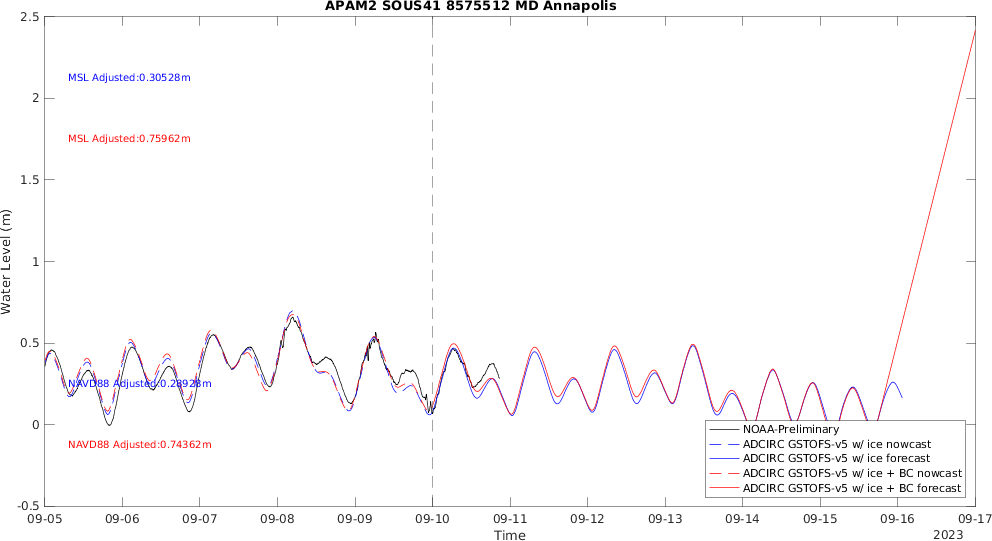 APAM2 SOUS41 8575512 MD Annapolis
2.5
2
1.5
1
0.5
0
-0.5
Water Level (m)
MSL Adjusted:0.30528m
MSL Adjusted:0.75962m
NAVD88 Adjusted:0.28928m
NAVD88 Adjusted:0.74362m
NOAA-Preliminary
ADCIRC GSTOFS-v5 w/ ice nowcast
ADCIRC GSTOFS-v5 w/ ice forecast
ADCIRC GSTOFS-v5 w/ ice + BC nowcast
ADCIRC GSTOFS-v5 w/ ice + BC forecast
09-05 09-06 09-07 09-08 09-09 09-10 09-11 09-12 09-13 09-14 09-15 09-16 09-17
Time
2023